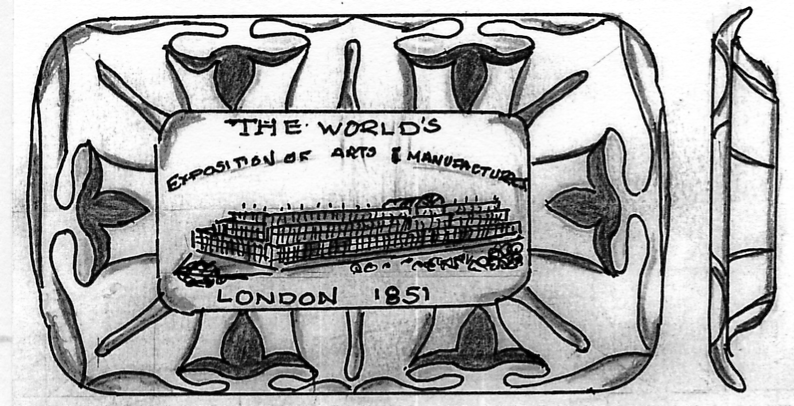 THE WORLD'S
EXPOSITION OF ARTS & MANUFACTURES
LONDON 1851